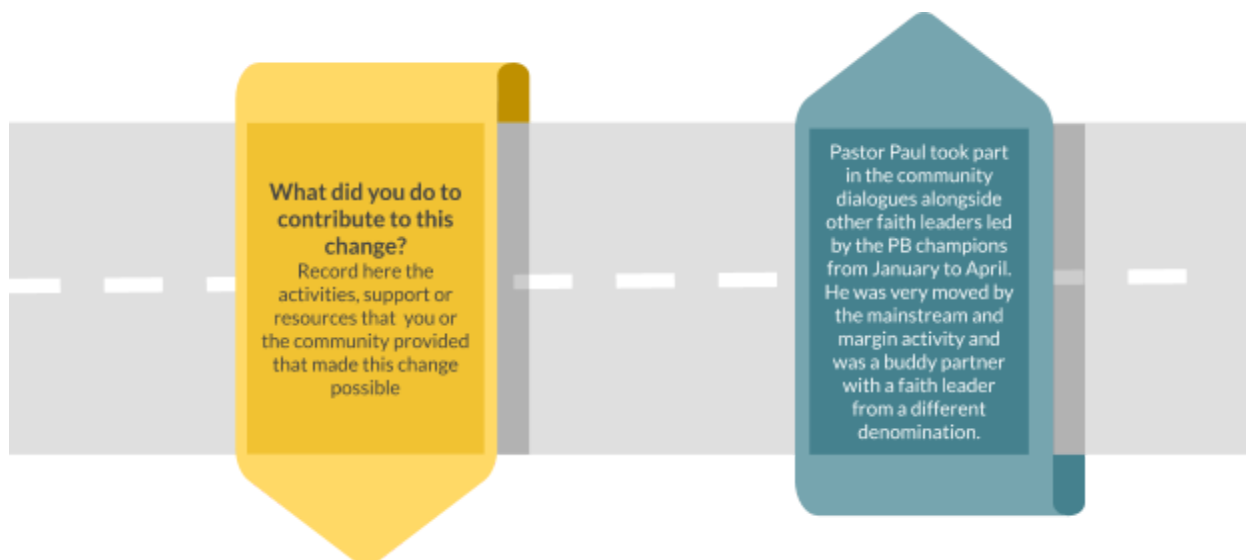 What did you do to
contribute to this
change?
Record here the
activities, support or
resources that you or
the community provided
that made this change
possible
Pastor Paul took part
in the community
dialogues alongside
other faith leaders led
by the PB champions
from January to April.
He was very moved by
the mainstream and
margin activity and
was a buddy partner
with a faith leader
from a different
denomination.